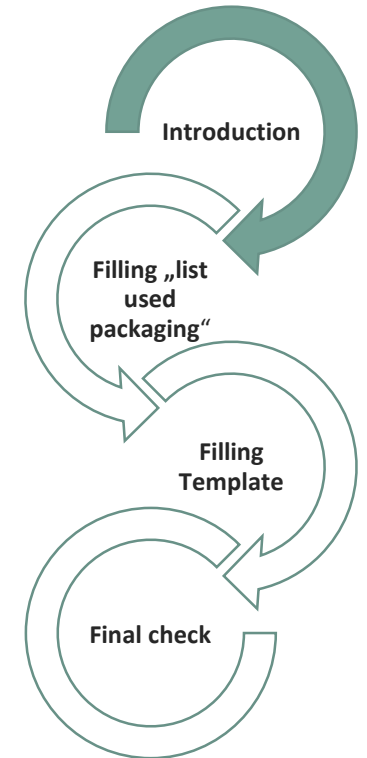 Introduction
Filling „list
used
packaging“
Filling
Template
Final check